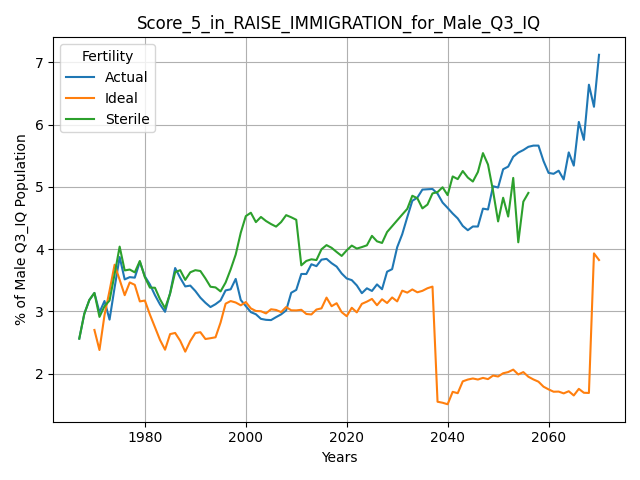 Score_5_in_RAISE_IMMIGRATION_for_Male_Q3_IQ
Fertility
Actual
Ideal
Sterile
% of Male Q3_IQ Population
7
6
5
4
3
2
1980
2000
2020
2040
2060
Years